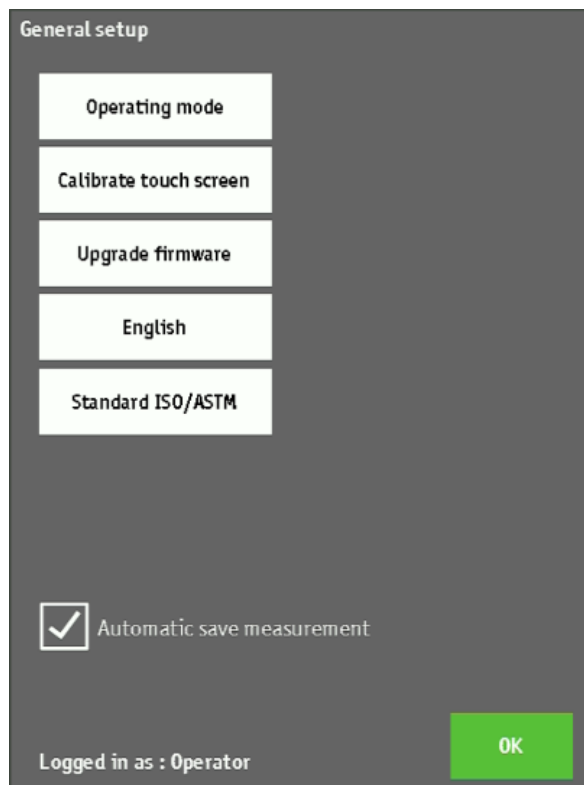 General setup
Operating mode
Calibrate touch screen
Upgrade firmware
English
Standard ISO/ASTM
Automatic save measurement
Logged in as : Operator
OK